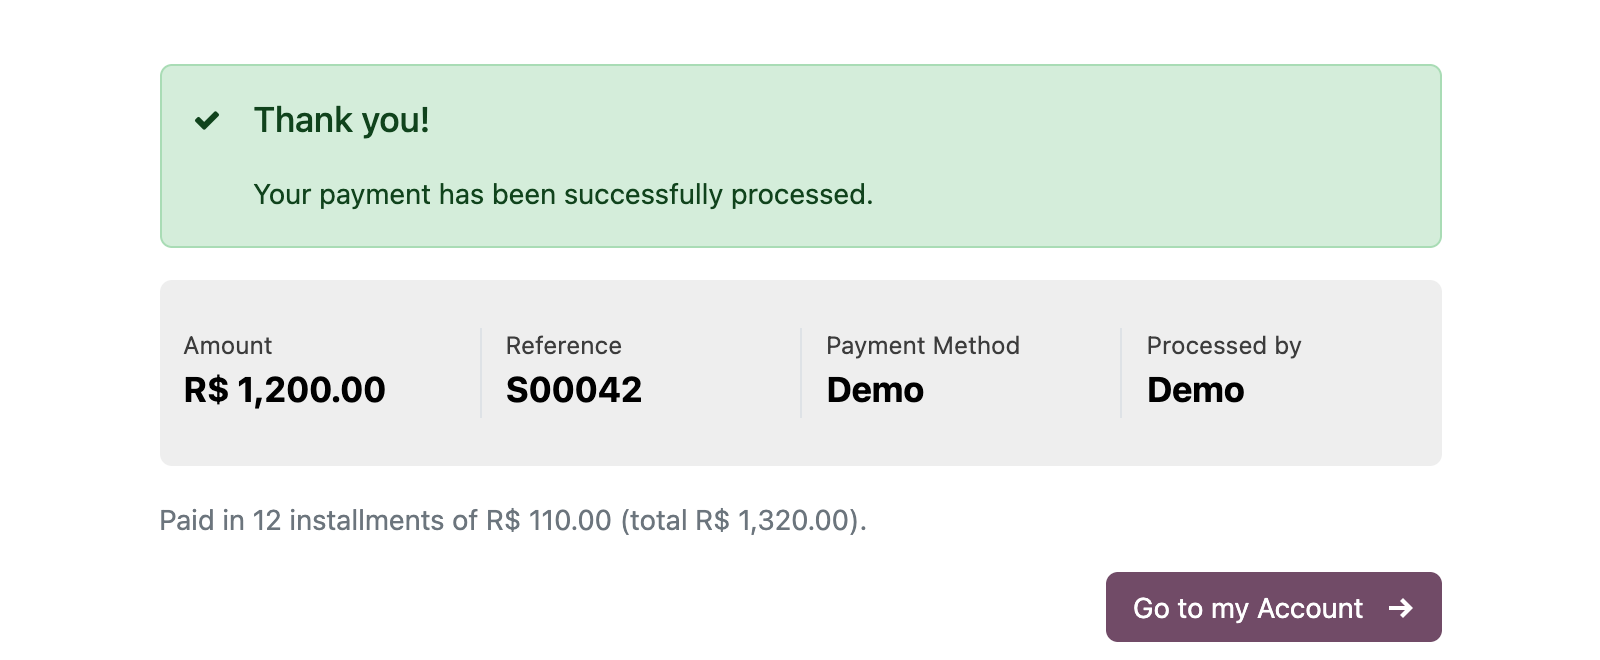 Thank you!
Your payment has been successfully processed.
Amount
R$ 1,200.00
Reference
S00042
Payment Method
Demo
Processed by
Demo
Paid in 12 installments of R$ 110.00 (total R$ 1,320.00).
Go to my Account